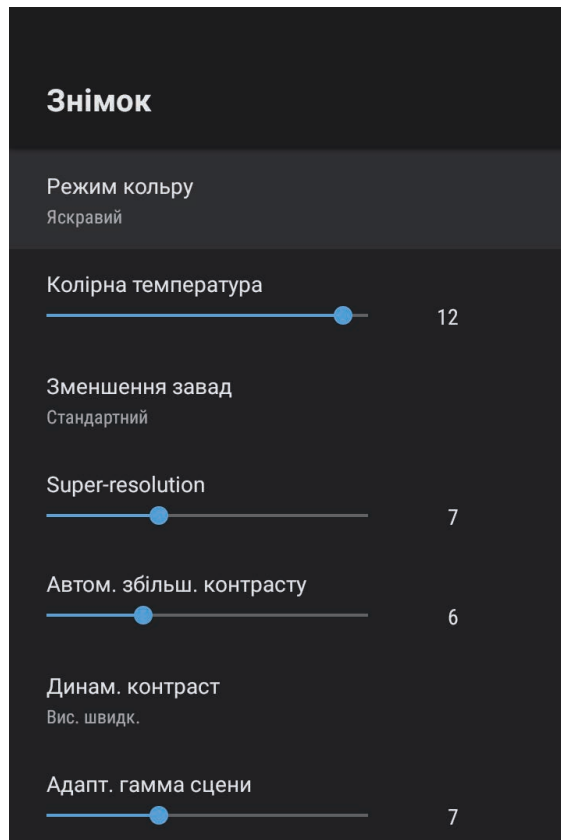 Знімок
Режим кольру
Яскравий
Колірна температура
12
Зменшення завад
Стандартний
Super-resolution
7
Автом. збільш. контрасту
6
Динам. контраст
Вис. швидк.
Адапт. гамма сцени
7